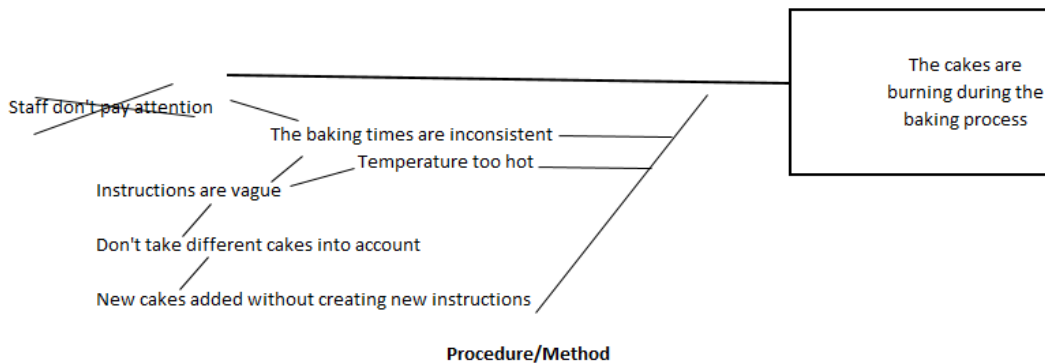 The cakes are
burning during the
baking process
Staff don't pay attention
The baking times are inconsistent
Temperature too hot
Instructions are vague
Don't take different cakes into account
New cakes added without creating new instructions
Procedure/Method